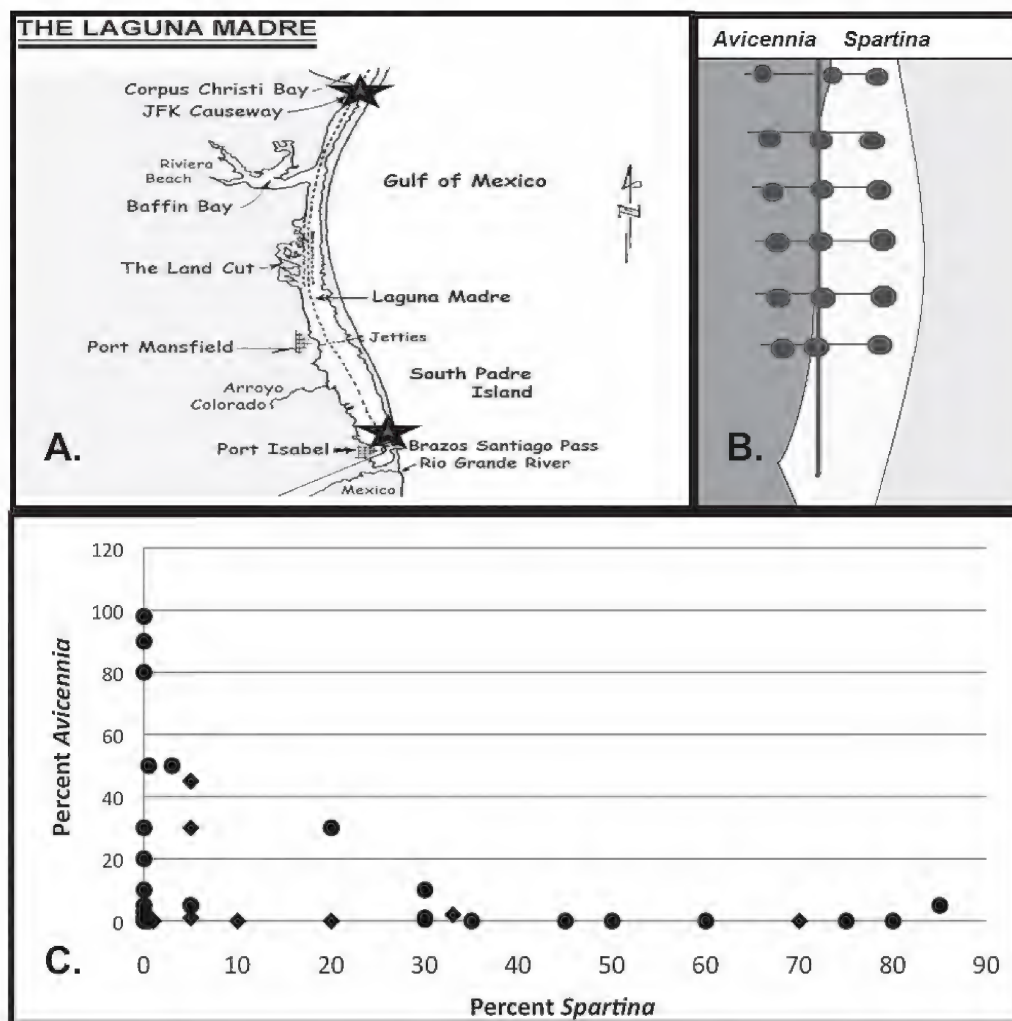 THE LAGUNA MADRE
Corpus Christi Bay
JFK Causeway
Riviera
Beach
Baffin Bay
Gulf of Mexico
N
The Land Cut
Laguna Madre
Jetties
Port Mansfield
South Padre
Island
Arroyo
Colorado
Port Isabel
Brazos Santiago Pass
Rio Grande River
Mexico
A.
Avicennia Spartina
B.
120
100
80
60
40
20
0
Percent Avicennia
0 10 20 30 40 50 60 70 80 90
Percent Spartina
C.